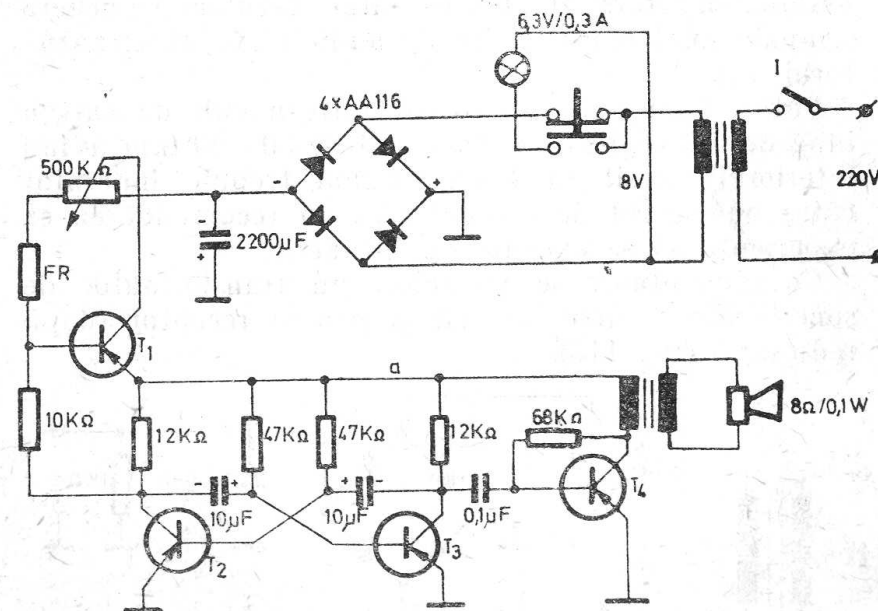 6,3V/0,3A
4×AA116
I
500KΩ
8V
220V
-
+
2200µF
+
FR
T1
a
10KΩ
12KΩ
47KΩ
47KΩ
12KΩ
68KΩ
8Ω/0,1W
- +
+ -
10µF
10µF
0,1µF
T4
T2
T3